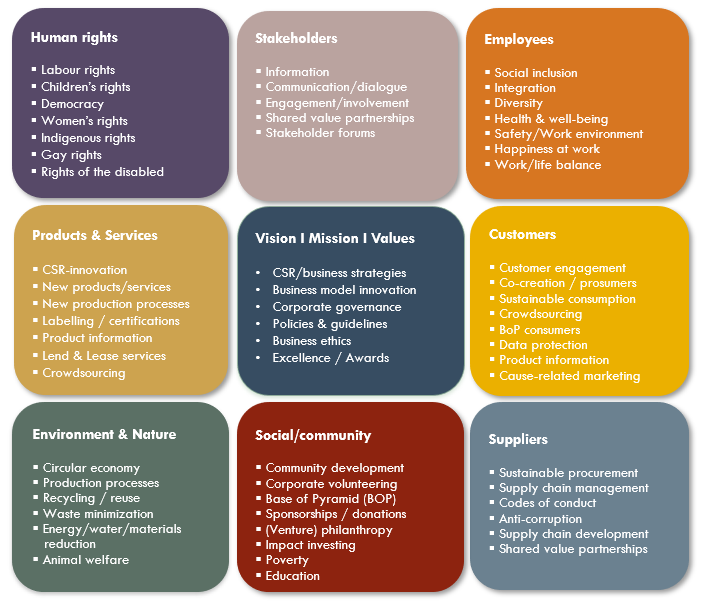 Human rights
▪ Labour rights
▪ Children's rights
▪ Democracy
▪ Women's rights
▪ Indigenous rights
▪ Gay rights
▪ Rights of the disabled
Stakeholders
▪ Information
▪ Communication/dialogue
▪ Engagement/involvement
▪ Shared value partnerships
▪ Stakeholder forums
Employees
▪ Social inclusion
▪ Integration
▪ Diversity
▪ Health & well-being
▪ Safety/Work environment
▪ Happiness at work
▪ Work/life balance
Products & Services
▪ CSR-innovation
▪ New products/services
▪ New production processes
▪ Labelling / certifications
▪ Product information
▪ Lend & Lease services
▪ Crowdsourcing
Vision I Mission I Values
• CSR/business strategies
• Business model innovation
• Corporate governance
• Policies & guidelines
• Business ethics
• Excellence / Awards
Customers
▪ Customer engagement
▪ Co-creation / prosumers
▪ Sustainable consumption
▪ Crowdsourcing
▪ BoP consumers
▪ Data protection
▪ Product information
▪ Cause-related marketing
Environment & Nature
▪ Circular economy
▪ Production processes
▪ Recycling / reuse
▪ Waste minimization
▪ Energy/water/materials
reduction
▪ Animal welfare
Social/community
▪ Community development
▪ Corporate volunteering
▪ Base of Pyramid (BOP)
▪ Sponsorships / donations
▪ (Venture) philanthropy
▪ Impact investing
▪ Poverty
▪ Education
Suppliers
▪ Sustainable procurement
▪ Supply chain management
▪ Codes of conduct
▪ Anti-corruption
▪ Supply chain development
▪ Shared value partnerships